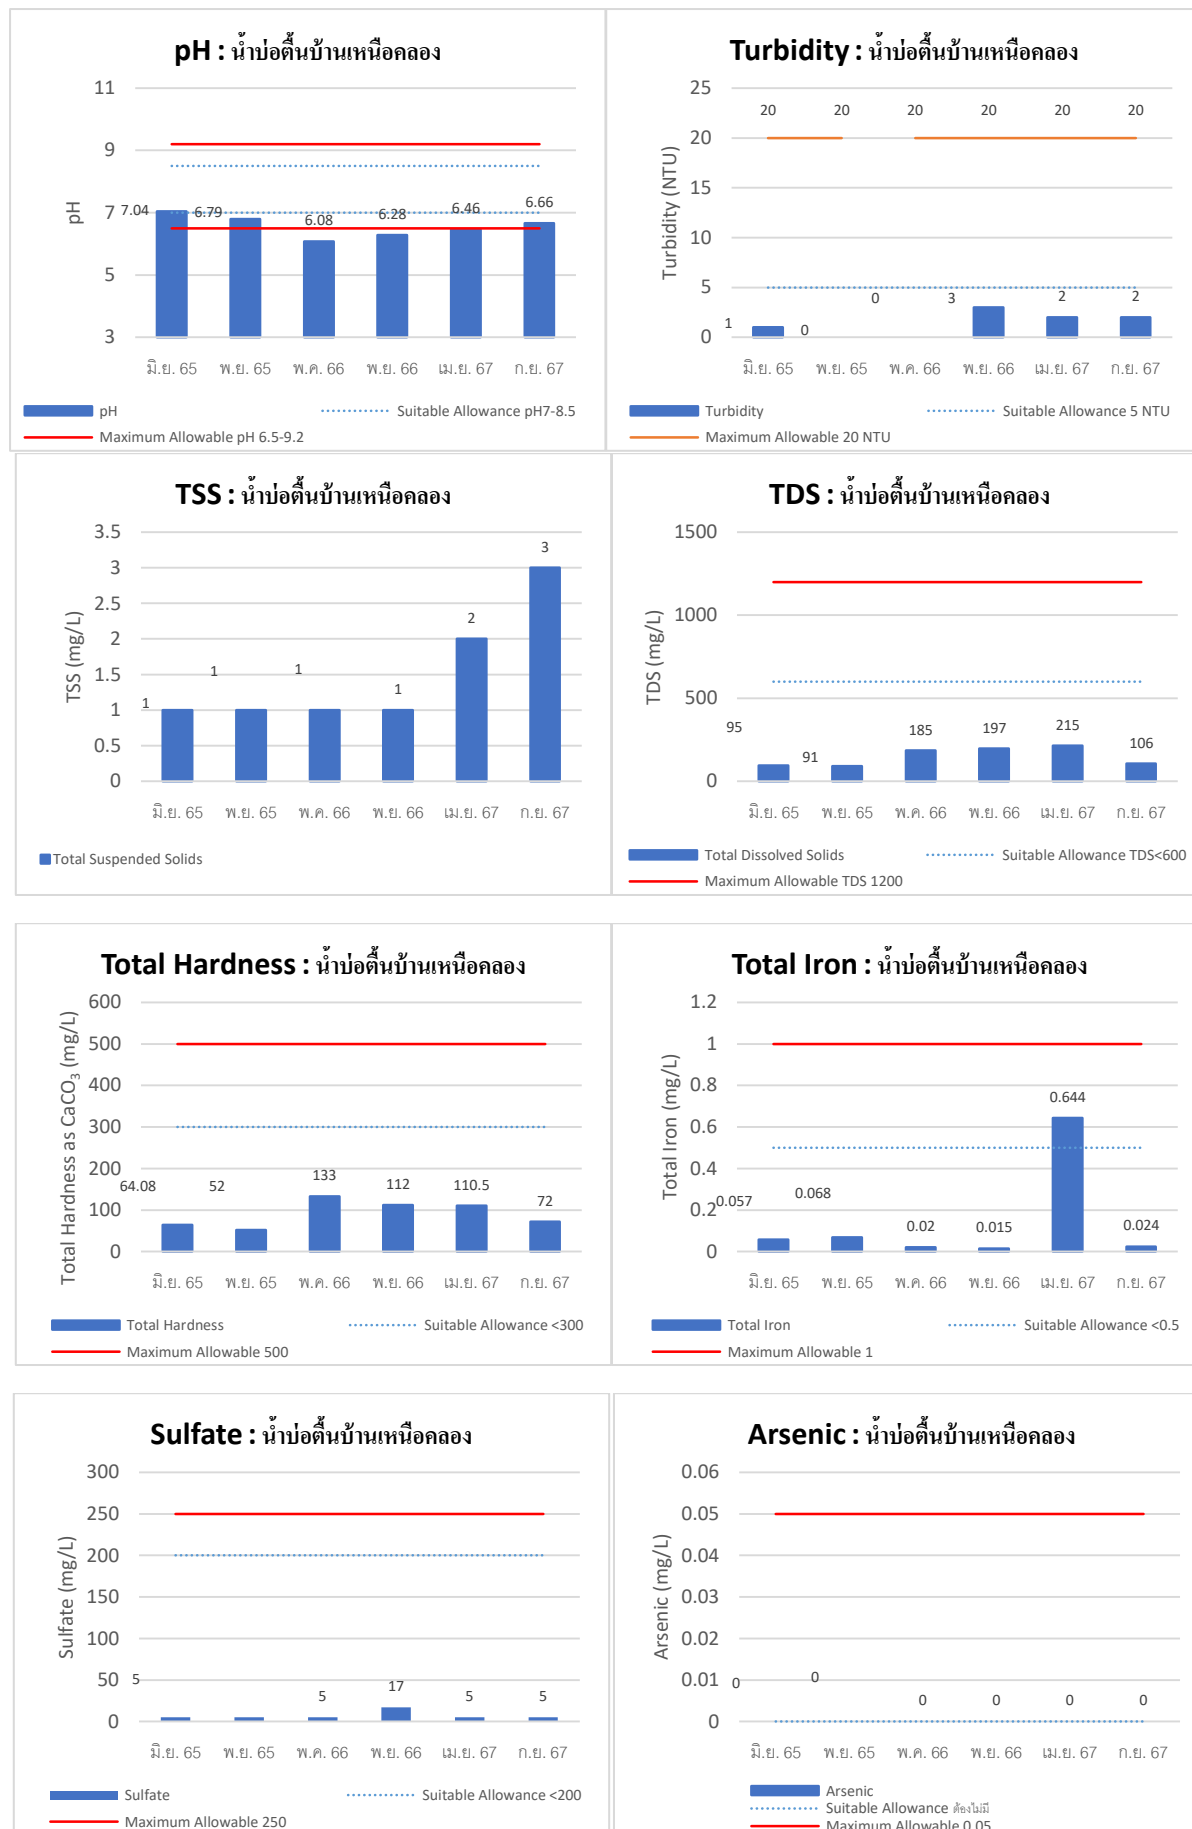 pH : น้ำบ่อตื้นบ้านเหนือคลอง
11
9
7
5
3
pH
7.04
6.79
6.08
6.28
6.46
6.66
มิ.ย. 65
พ.ย. 65
พ.ค. 66
พ.ย. 66
เม.ย. 67
ก.ย. 67
pH
Suitable Allowance pH7-8.5
Maximum Allowable pH 6.5-9.2
Turbidity : น้ำบ่อตื้นบ้านเหนือคลอง
25
20
15
10
5
0
Turbidity (NTU)
20
20
20
20
20
20
1
0
0
3
2
2
มิ.ย. 65
พ.ย. 65
พ.ค. 66
พ.ย. 66
เม.ย. 67
ก.ย. 67
Turbidity
Suitable Allowance 5 NTU
Maximum Allowable 20 NTU
TSS : น้ำบ่อตื้นบ้านเหนือคลอง
3.5
3
2.5
2
1.5
1
0.5
0
TSS (mg/L)
1
1
1
1
2
3
มิ.ย. 65
พ.ย. 65
พ.ค. 66
พ.ย. 66
เม.ย. 67
ก.ย. 67
Total Suspended Solids
TDS : น้ำบ่อตื้นบ้านเหนือคลอง
1500
1000
500
0
TDS (mg/L)
95
91
185
197
215
106
มิ.ย. 65
พ.ย. 65
พ.ค. 66
พ.ย. 66
เม.ย. 67
ก.ย. 67
Total Dissolved Solids
Suitable Allowance TDS<600
Maximum Allowable TDS 1200
Total Hardness : น้ำบ่อตื้นบ้านเหนือคลอง
600
500
400
300
200
100
0
Total Hardness as CaCO₃ (mg/L)
64.08
52
133
112
110.5
72
มิ.ย. 65
พ.ย. 65
พ.ค. 66
พ.ย. 66
เม.ย. 67
ก.ย. 67
Total Hardness
Suitable Allowance <300
Maximum Allowable 500
Total Iron : น้ำบ่อตื้นบ้านเหนือคลอง
1.2
1
0.8
0.6
0.4
0.2
0
Total Iron (mg/L)
0.057
0.068
0.02
0.015
0.644
0.024
มิ.ย. 65
พ.ย. 65
พ.ค. 66
พ.ย. 66
เม.ย. 67
ก.ย. 67
Total Iron
Suitable Allowance <0.5
Maximum Allowable 1
Sulfate : น้ำบ่อตื้นบ้านเหนือคลอง
300
250
200
150
100
50
0
Sulfate (mg/L)
5
5
17
5
5
มิ.ย. 65
พ.ย. 65
พ.ค. 66
พ.ย. 66
เม.ย. 67
ก.ย. 67
Sulfate
Suitable Allowance <200
Maximum Allowable 250
Arsenic : น้ำบ่อตื้นบ้านเหนือคลอง
0.06
0.05
0.04
0.03
0.02
0.01
0
Arsenic (mg/L)
0
0
0
0
0
0
มิ.ย. 65
พ.ย. 65
พ.ค. 66
พ.ย. 66
เม.ย. 67
ก.ย. 67
Arsenic
Suitable Allowance ต้องไม่มี
Maximum Allowable 0.05